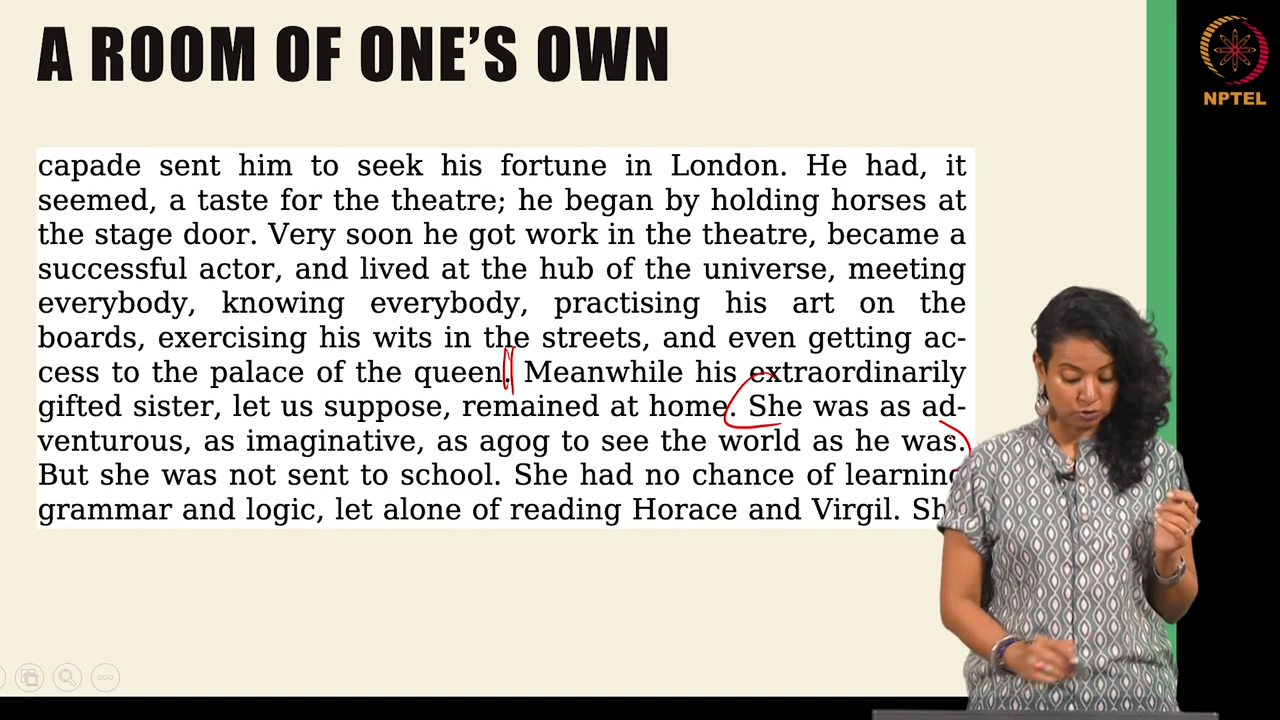 A ROOM OF ONE'S OWN
NPTEL
capade sent him to seek his fortune in London. He had, it
seemed, a taste for the theatre; he began by holding horses at
the stage door. Very soon he got work in the theatre, became a
successful actor, and lived at the hub of the universe, meeting
everybody, knowing everybody, practising his art on the
boards, exercising his wits in the streets, and even getting ac-
cess to the palace of the queen. Meanwhile his extraordinarily
gifted sister, let us suppose, remained at home. She was as ad-
venturous, as imaginative, as agog to see the world as he was.
But she was not sent to school. She had no chance of learning
grammar and logic, let alone of reading Horace and Virgil. Sh